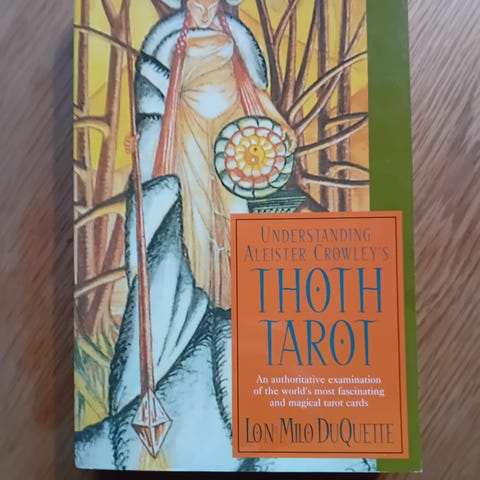 UNDERSTANDING
ALEISTER CROWLEY'S
THOTH
TAROT
An authoritative examination
of the world's most fascinating
and magical tarot cards
LON MILO DUQUETTE